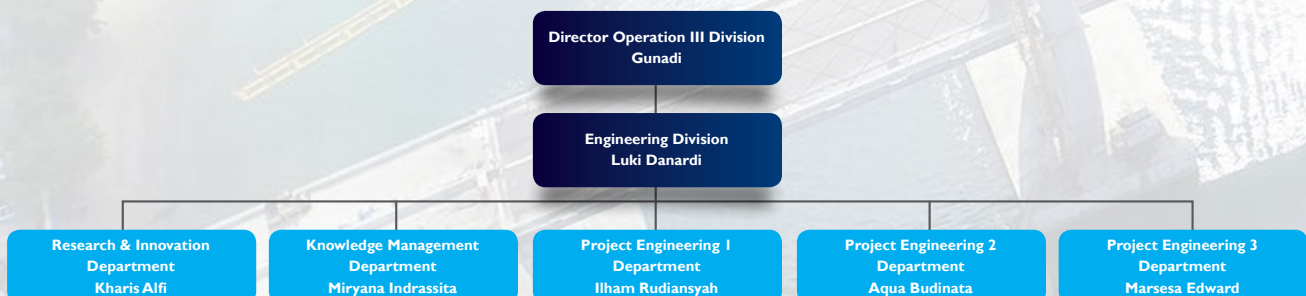 Director Operation III Division
Gunadi
Engineering Division
Luki Danardi
Research & Innovation
Department
Kharis Alfi
Knowledge Management
Department
Miryana Indrassita
Project Engineering 1
Department
Ilham Rudiansyah
Project Engineering 2
Department
Aqua Budinata
Project Engineering 3
Department
Marsesa Edward